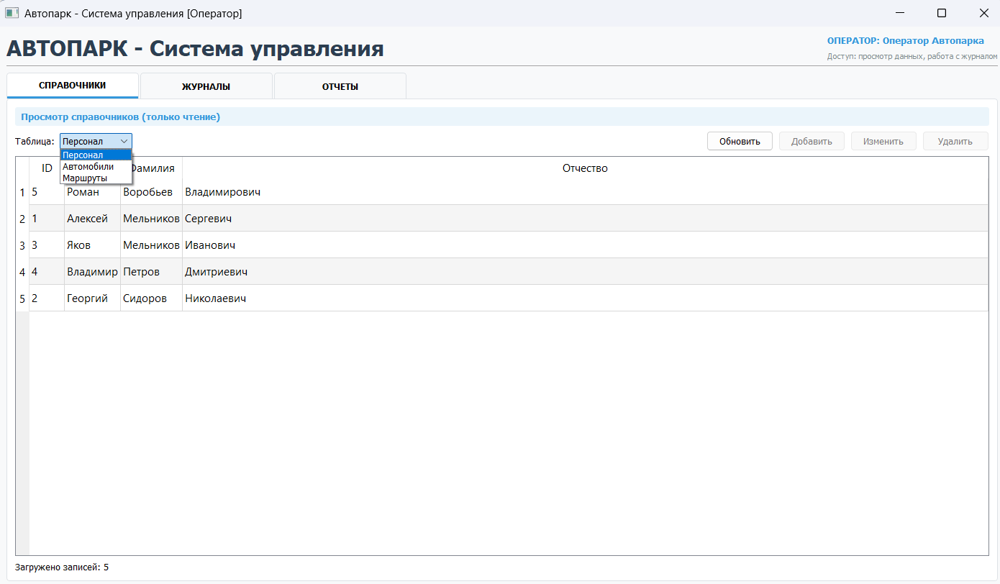 Автопарк - Система управления [Оператор]
АВТОПАРК - Система управления
ОПЕРАТОР: Оператор Автопарка
Доступ: просмотр данных, работа с журналом
СПРАВОЧНИКИ ЖУРНАЛЫ ОТЧЕТЫ
Просмотр справочников (только чтение)
Таблица: Персонал Обновить Добавить Изменить Удалить
Персонал
Автомобили
Маршруты
ID Фамилия Отчество
1 5 Роман Воробьев Владимирович
2 1 Алексей Мельников Сергевич
3 3 Яков Мельников Иванович
4 4 Владимир Петров Дмитриевич
5 2 Георгий Сидоров Николаевич
Загружено записей: 5